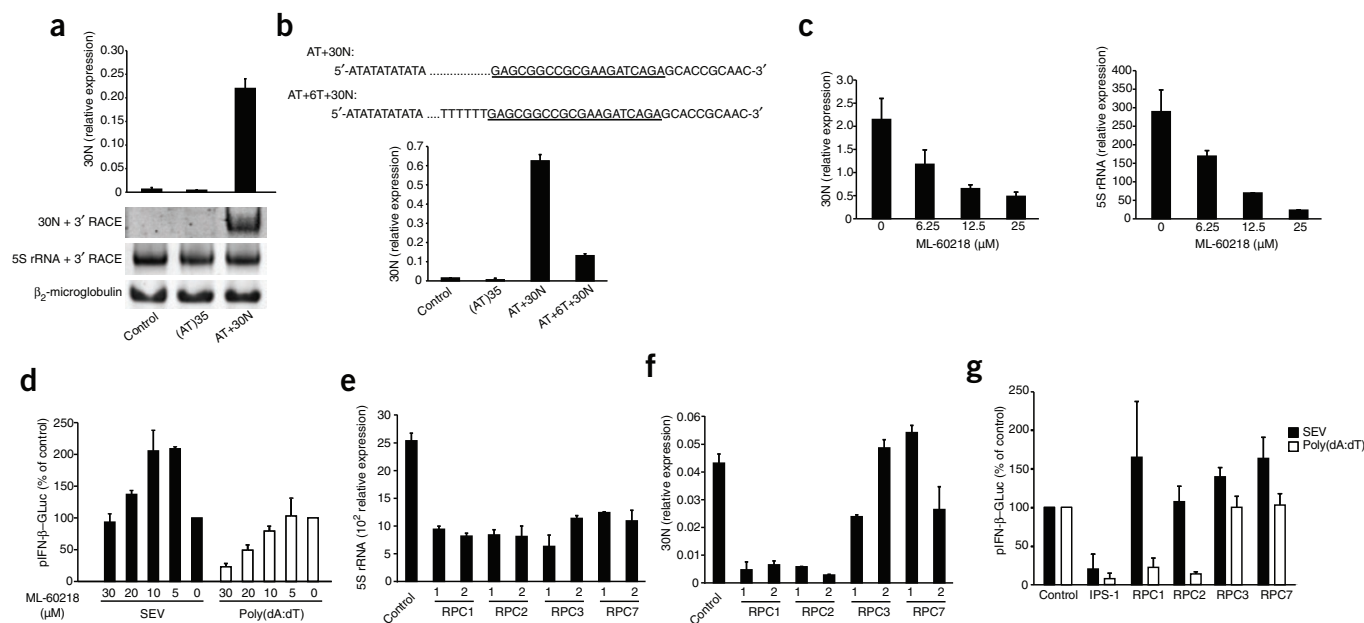 a
30N (relative expression)
0.30
0.25
0.20
0.15
0.10
0.05
0
30N + 3′ RACE
5S rRNA + 3′ RACE
β2-microglobulin
Control
(AT)35
AT+30N
b
AT+30N:
5′-ATATATATATA ..................GAGCGGCCGCGAAGATCAGAGCACCGCAAC-3′
AT+6T+30N:
5′-ATATATATATA ....TTTTTTGAGCGGCCGCGAAGATCAGAGCACCGCAAC-3′
30N (relative expression)
0.7
0.6
0.5
0.4
0.3
0.2
0.1
0
Control
(AT)35
AT+30N
AT+6T+30N
c
30N (relative expression)
3.0
2.5
2.0
1.5
1.0
0.5
0
0 6.25 12.5 25
ML-60218 (μM)
5S rRNA (relative expression)
400
350
300
250
200
150
100
50
0
0 6.25 12.5 25
ML-60218 (μM)
d
pIFN-β–GLuc (% of control)
250
200
150
100
50
0
ML-60218 (μM)
30 20 10 5 0 30 20 10 5 0
SEV Poly(dA:dT)
e
5S rRNA (10² relative expression)
30
25
20
15
10
5
0
Control
1 2 1 2 1 2 1 2
RPC1 RPC2 RPC3 RPC7
f
30N (relative expression)
0.06
0.05
0.04
0.03
0.02
0.01
0
Control
1 2 1 2 1 2 1 2
RPC1 RPC2 RPC3 RPC7
g
pIFN-β–GLuc (% of control)
250
200
150
100
50
0
Control IPS-1 RPC1 RPC2 RPC3 RPC7
SEV
Poly(dA:dT)